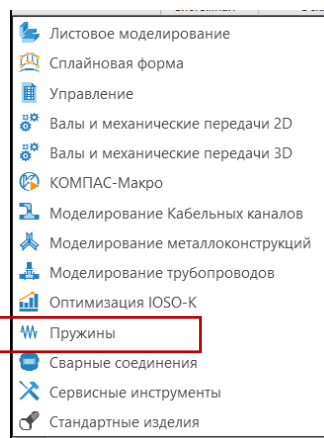 Листовое моделирование
Сплайновая форма
Управление
Валы и механические передачи 2D
Валы и механические передачи 3D
КОМПАС-Макро
Моделирование Кабельных каналов
Моделирование металлоконструкций
Моделирование трубопроводов
Оптимизация IOSO-K
Пружины
Сварные соединения
Сервисные инструменты
Стандартные изделия